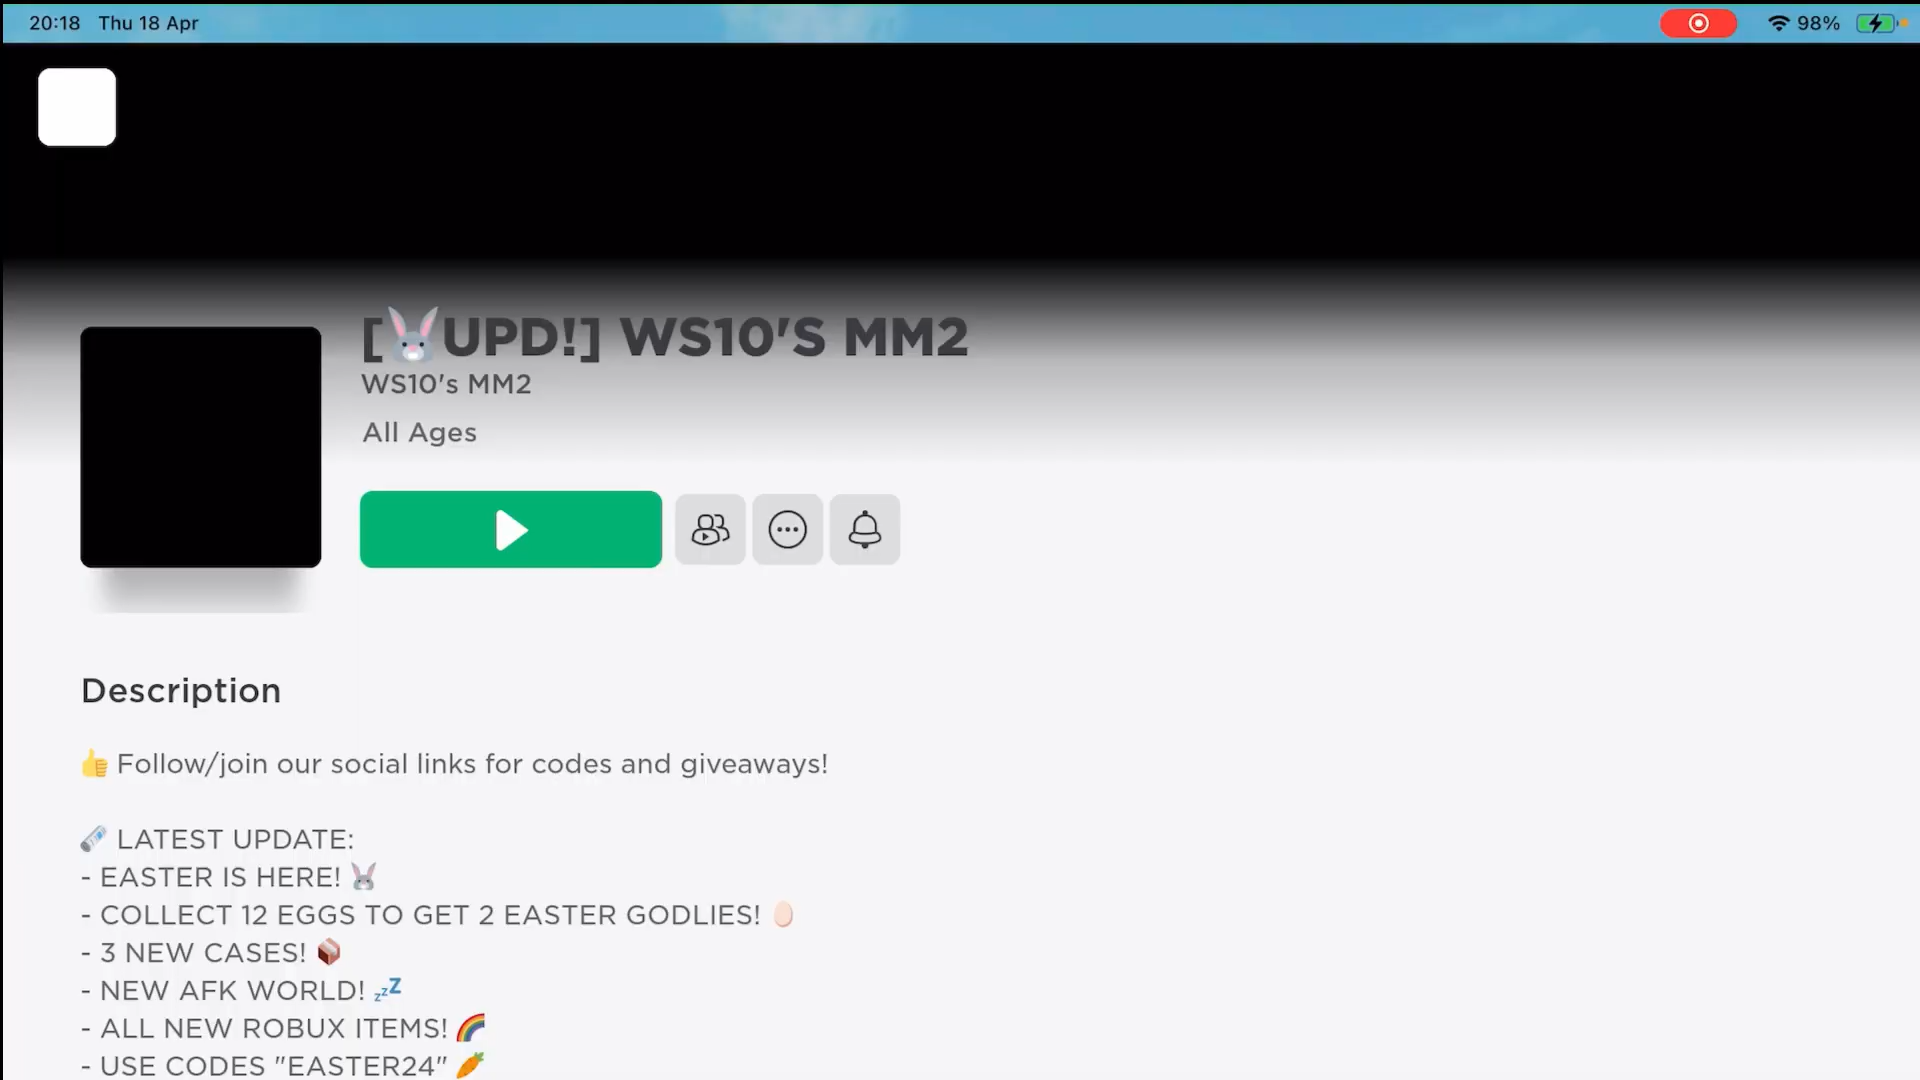 20:18 Thu 18 Apr
98%
[🐰UPD!] WS10'S MM2
WS10's MM2
All Ages
Description
👍 Follow/join our social links for codes and giveaways!
🗞️ LATEST UPDATE:
- EASTER IS HERE! 🐰
- COLLECT 12 EGGS TO GET 2 EASTER GODLIES! 🥚
- 3 NEW CASES! 📦
- NEW AFK WORLD! 💤
- ALL NEW ROBUX ITEMS! 🌈
- USE CODES "EASTER24" 🥕